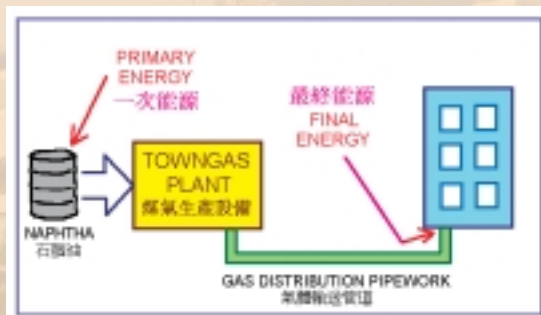 PRIMARY
ENERGY
一次能源
最終能源
FINAL
ENERGY
TOWNGAS
PLANT
煤氣生產設備
NAPHTHA
石腦油
GAS DISTRIBUTION PIPEWORK
氣體輸送管道